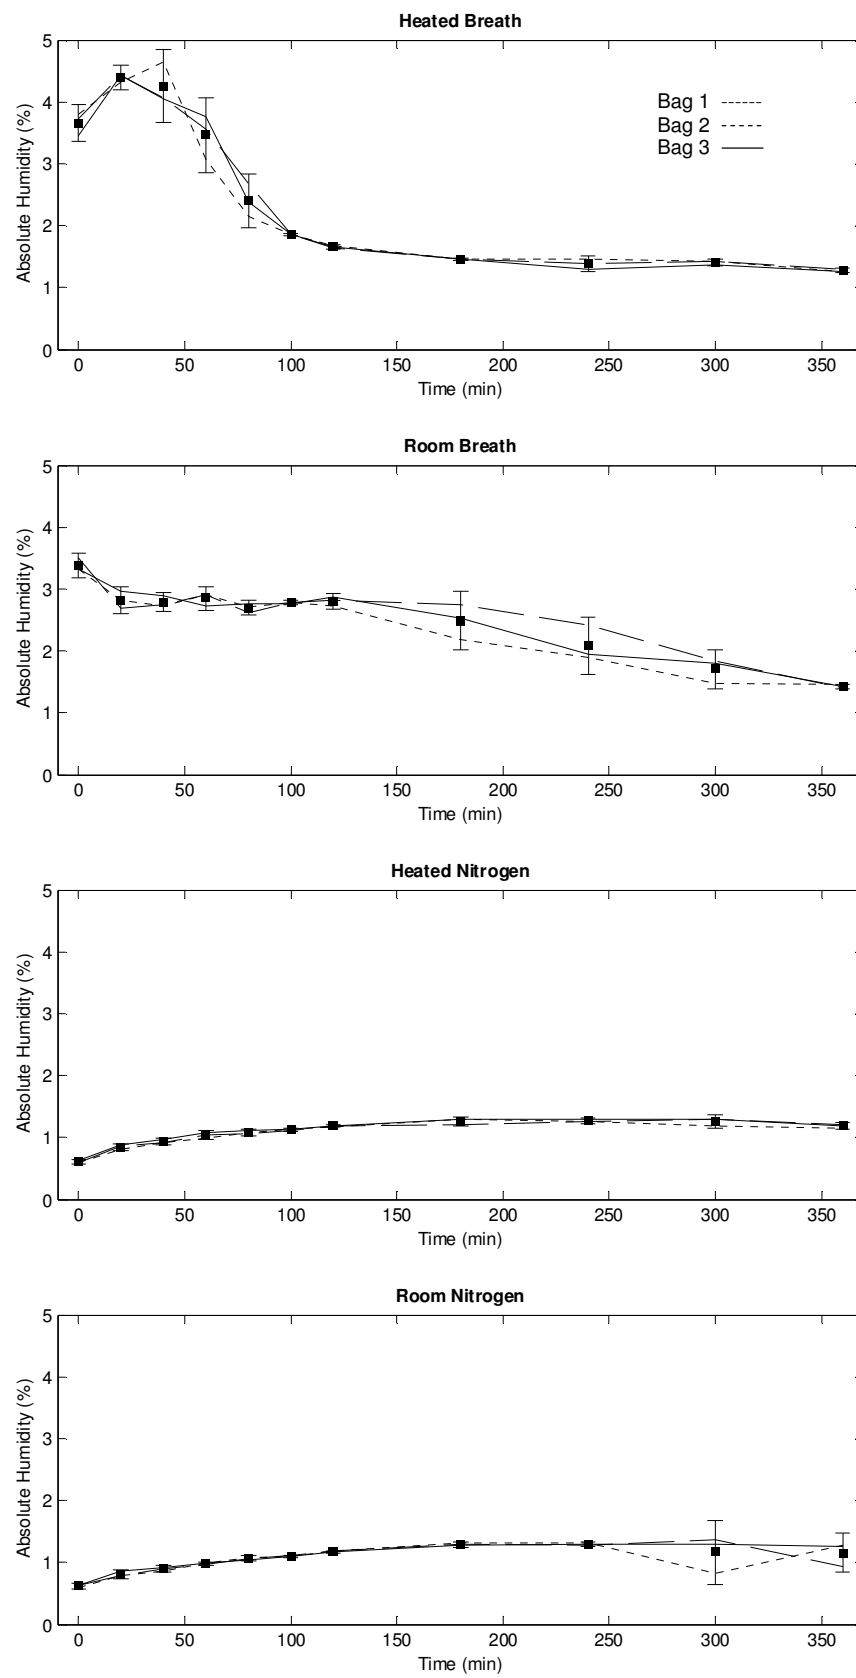 Heated Breath
5
4
3
2
1
0
Absolute Humidity (%)
Bag 1
Bag 2
Bag 3
0 50 100 150 200 250 300 350
Time (min)
Room Breath
5
4
3
2
1
0
Absolute Humidity (%)
0 50 100 150 200 250 300 350
Time (min)
Heated Nitrogen
5
4
3
2
1
0
Absolute Humidity (%)
0 50 100 150 200 250 300 350
Time (min)
Room Nitrogen
5
4
3
2
1
0
Absolute Humidity (%)
0 50 100 150 200 250 300 350
Time (min)